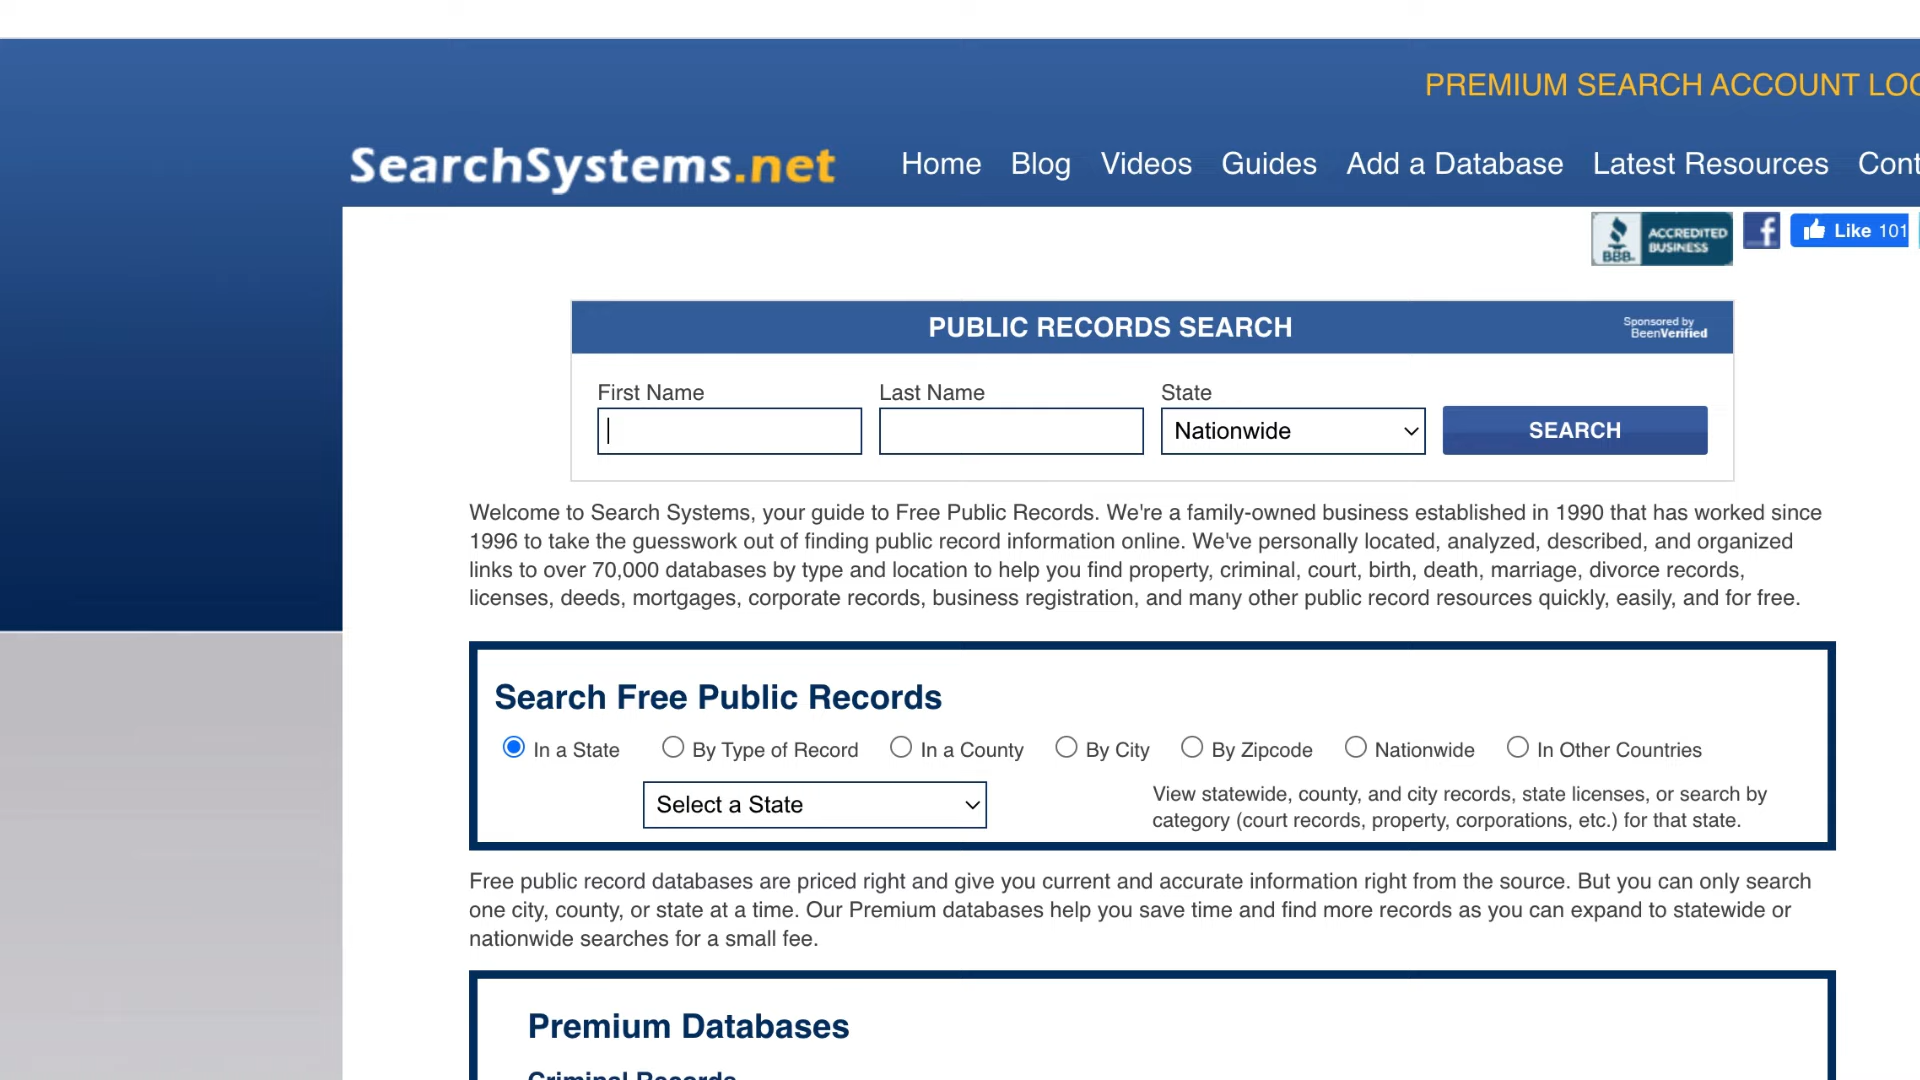 PREMIUM SEARCH ACCOUNT
SearchSystems.net
Home Blog Videos Guides Add a Database Latest Resources
BBB. ACCREDITED BUSINESS
f
Like 101
PUBLIC RECORDS SEARCH
Sponsored by
BeenVerified
First Name Last Name State
Nationwide SEARCH
Welcome to Search Systems, your guide to Free Public Records. We're a family-owned business established in 1990 that has worked since
1996 to take the guesswork out of finding public record information online. We've personally located, analyzed, described, and organized
links to over 70,000 databases by type and location to help you find property, criminal, court, birth, death, marriage, divorce records,
licenses, deeds, mortgages, corporate records, business registration, and many other public record resources quickly, easily, and for free.
Search Free Public Records
In a State By Type of Record In a County By City By Zipcode Nationwide In Other Countries
Select a State
View statewide, county, and city records, state licenses, or search by
category (court records, property, corporations, etc.) for that state.
Free public record databases are priced right and give you current and accurate information right from the source. But you can only search
one city, county, or state at a time. Our Premium databases help you save time and find more records as you can expand to statewide or
nationwide searches for a small fee.
Premium Databases
Criminal Records